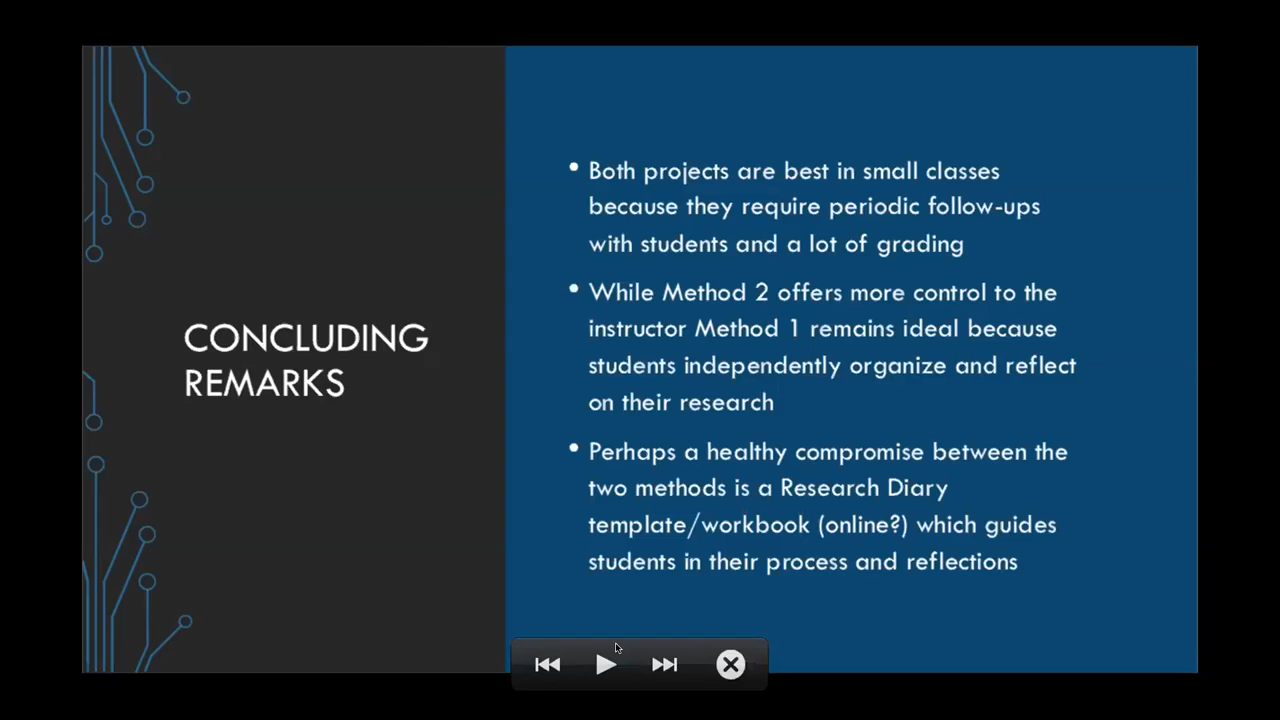 CONCLUDING
REMARKS
• Both projects are best in small classes
because they require periodic follow-ups
with students and a lot of grading
• While Method 2 offers more control to the
instructor Method 1 remains ideal because
students independently organize and reflect
on their research
• Perhaps a healthy compromise between the
two methods is a Research Diary
template/workbook (online?) which guides
students in their process and reflections